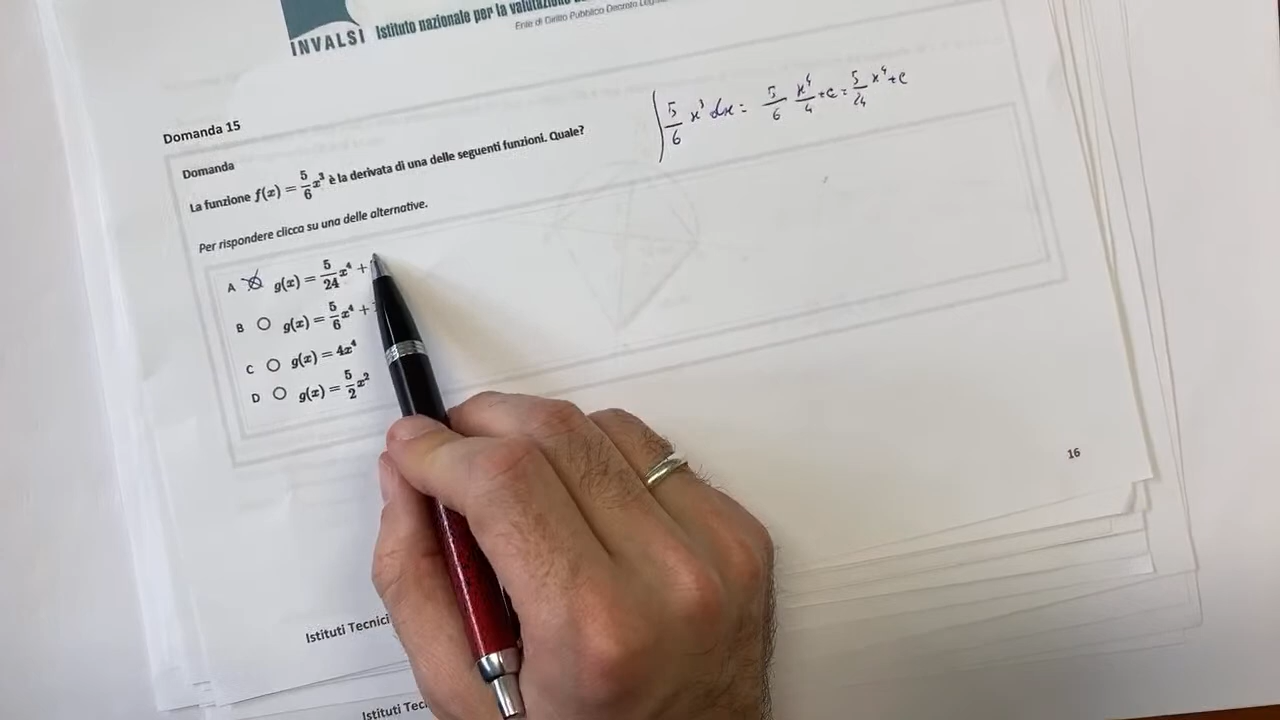 INVALSI Istituto nazionale per la valutazione
Ente di Diritto Pubblico Decreto
Domanda 15
∫ 5/6 x³ dx = 5/6 x⁴/4 + c = 5/24 x⁴ + c
Domanda
La funzione f(x) = 5/6 x³ è la derivata di una delle seguenti funzioni. Quale?
Per rispondere clicca su una delle alternative.
A g(x) = 5/24 x⁴ +
B g(x) = 5/6 x⁴ +
C g(x) = 4x⁴
D g(x) = 5/2 x²
16
Istituti Tecnici
Istituti Tec